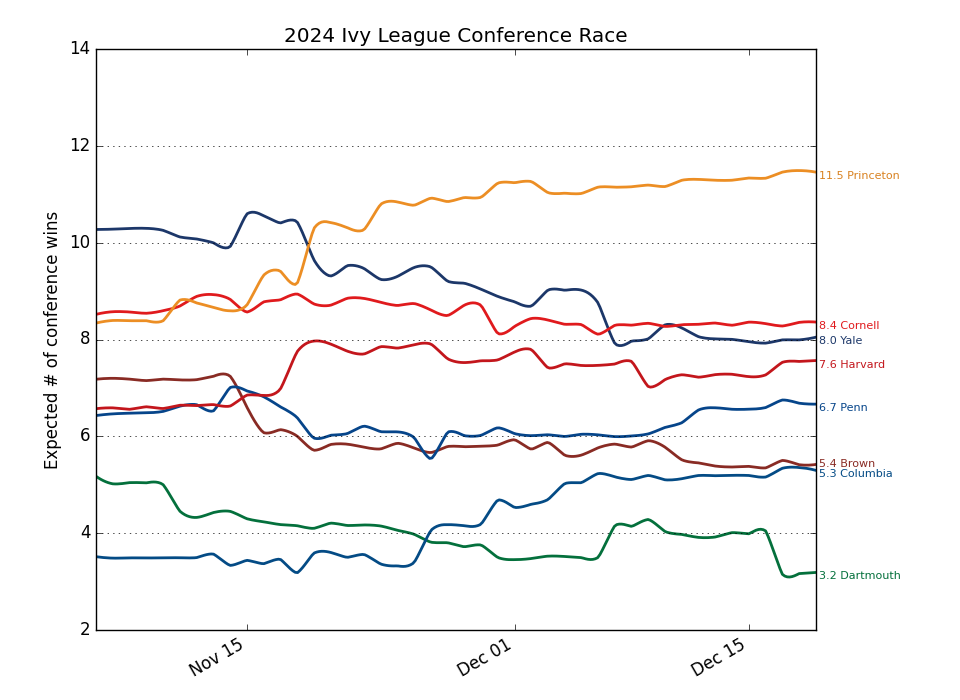 2024 Ivy League Conference Race
Expected # of conference wins
14
12
10
8
6
4
2
Nov 15
Dec 01
Dec 15
11.5 Princeton
8.4 Cornell
8.0 Yale
7.6 Harvard
6.7 Penn
5.4 Brown
5.3 Columbia
3.2 Dartmouth